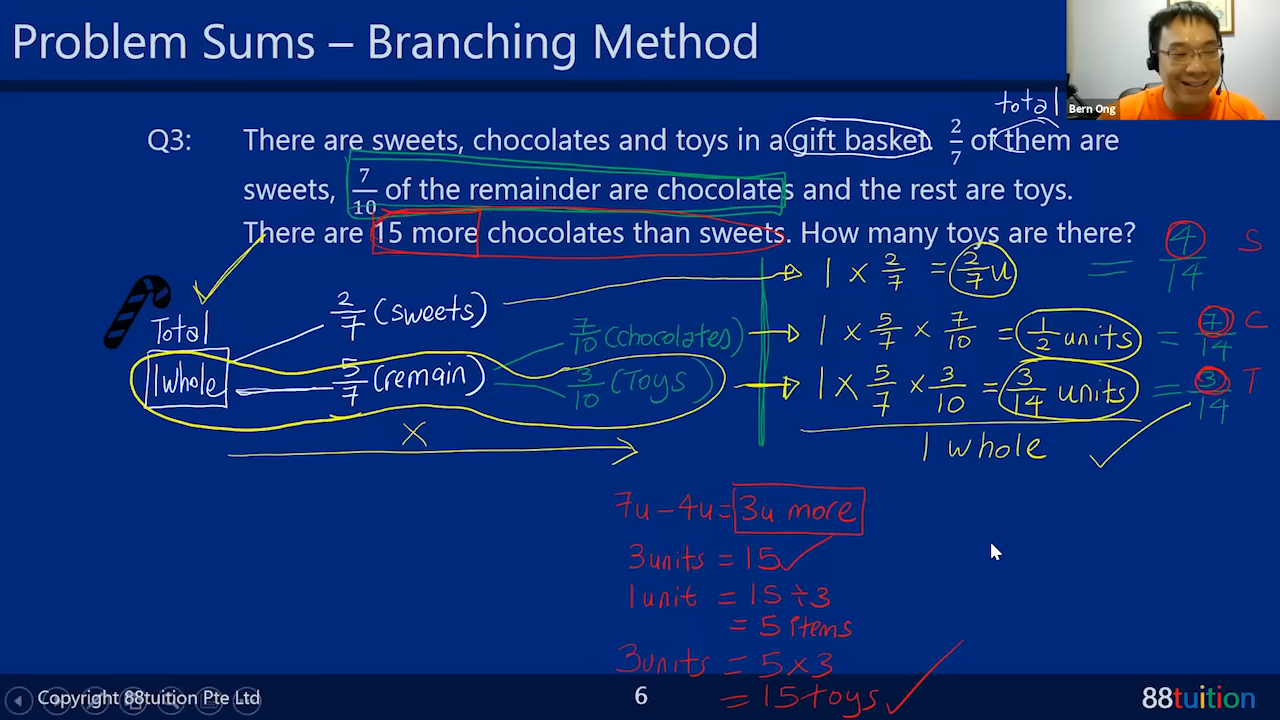 Problem Sums – Branching Method
Bern Ong
total
Q3: There are sweets, chocolates and toys in a gift basket. 2/7 of them are
sweets, 7/10 of the remainder are chocolates and the rest are toys.
There are 15 more chocolates than sweets. How many toys are there?
2/7 (sweets) 1 × 2/7 = 2/7 u = 4/14 S
Total
7/10 (chocolates) 1 × 5/7 × 7/10 = 1/2 units = 7/14 C
1 whole 5/7 (remain) 3/10 (Toys) 1 × 5/7 × 3/10 = 3/14 units = 3/14 T
X
1 whole
7u – 4u = 3u more
3 units = 15
1 unit = 15 ÷ 3
= 5 items
3 units = 5 × 3
= 15 toys
Copyright 88tuition Pte Ltd
6
88tuition